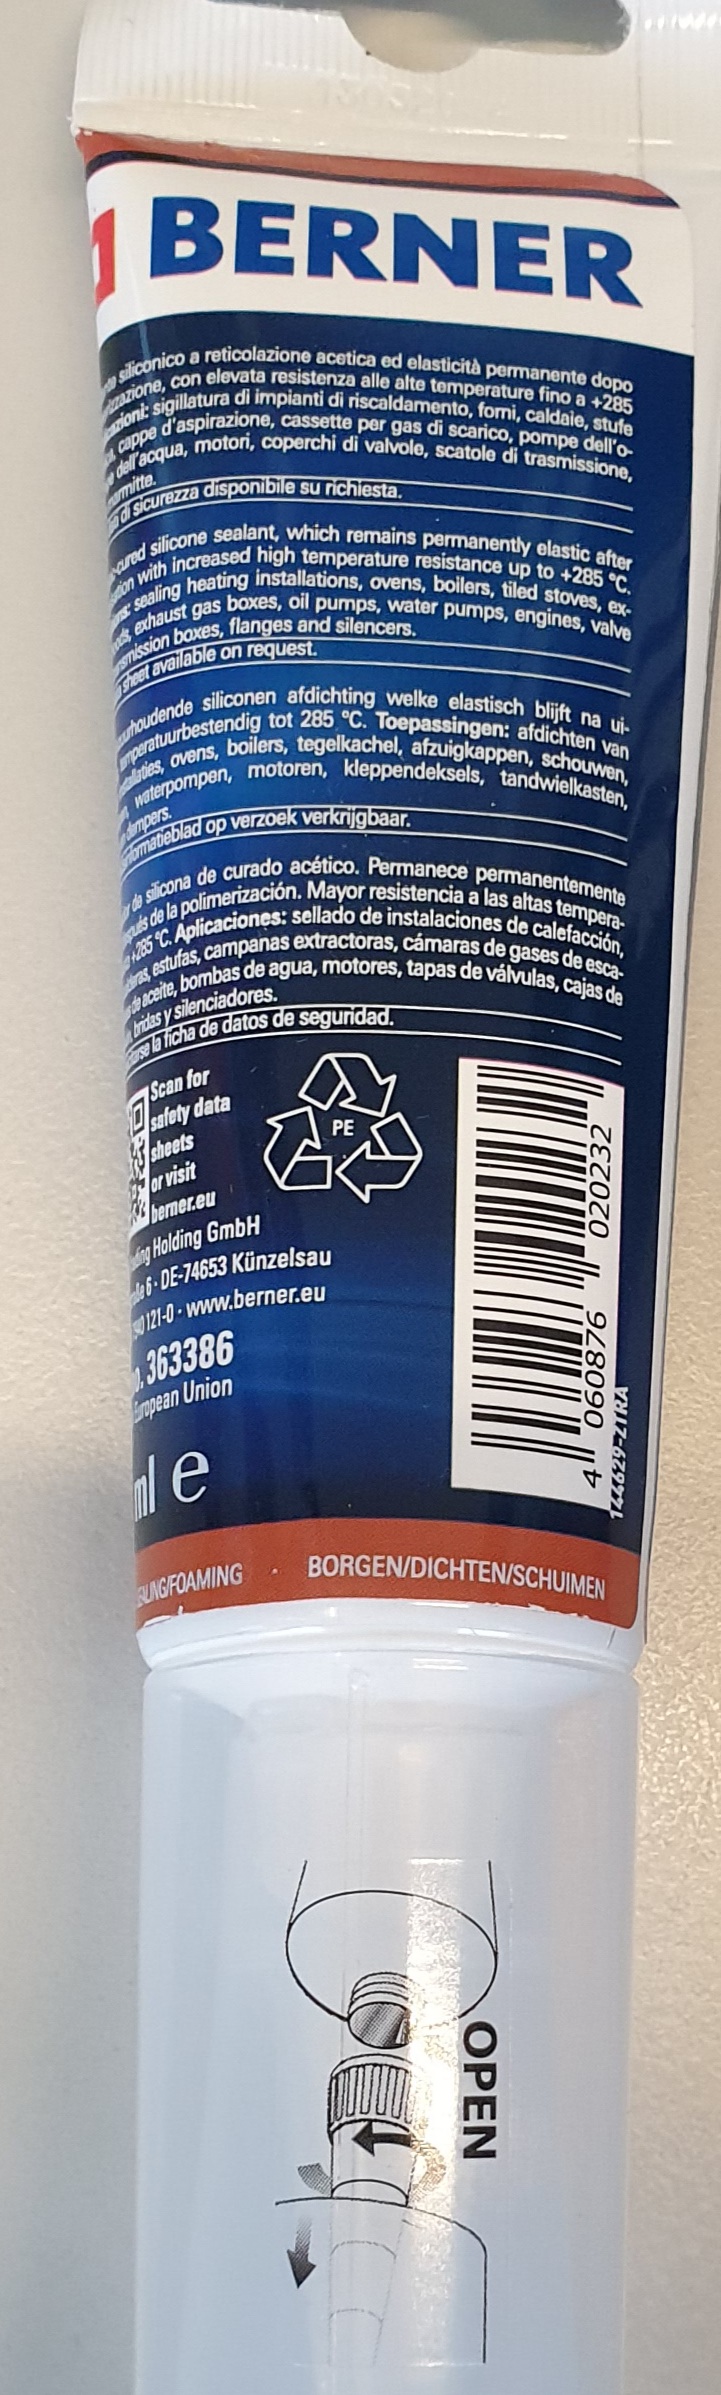 BERNER
siliconico a reticolazione acetica ed elasticità permanente dopo
con elevata resistenza alle alte temperature fino a +285
sigillatura di impianti di riscaldamento, forni, caldaie, stufe
cappe d'aspirazione, cassette per gas di scarico, pompe dell'o-
dell'acqua, motori, coperchi di valvole, scatole di trasmissione,
di sicurezza disponibile su richiesta.
-cured silicone sealant, which remains permanently elastic after
with increased high temperature resistance up to +285 °C.
sealing heating installations, ovens, boilers, tiled stoves, ex-
exhaust gas boxes, oil pumps, water pumps, engines, valve
boxes, flanges and silencers.
sheet available on request.
siliconen afdichting welke elastisch blijft na ui-
tot 285 °C. Toepassingen: afdichten van
ovens, boilers, tegelkachel, afzuigkappen, schouwen,
waterpompen, motoren, kleppendeksels, tandwielkasten,
dempers.
op verzoek verkrijgbaar.
de silicona de curado acético. Permanece permanentemente
de la polimerización. Mayor resistencia a las altas tempera-
+285 °C. Aplicaciones: sellado de instalaciones de calefacción,
estufas, campanas extractoras, cámaras de gases de esca-
de aceite, bombas de agua, motores, tapas de válvulas, cajas de
bridas y silenciadores.
la ficha de datos de seguridad.
Scan for
safety data
sheets
or visit
berner.eu
PE
Holding GmbH
6 · DE-74653 Künzelsau
121-0 · www.berner.eu
363386
European Union
ml e
4 060876 020232
144629-Z1RA
/FOAMING · BORGEN/DICHTEN/SCHUIMEN
OPEN